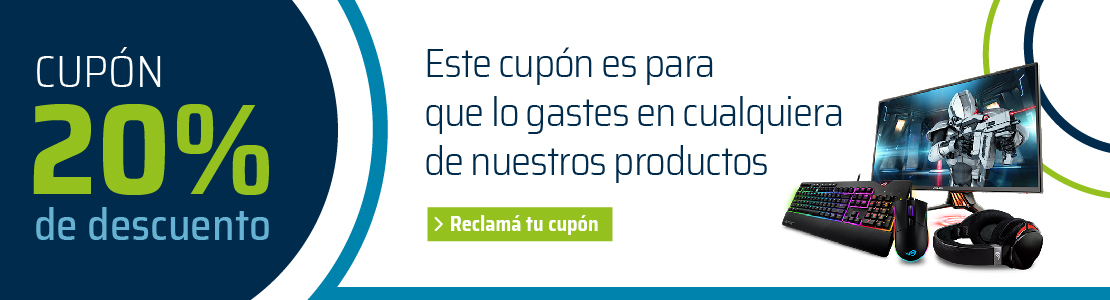 CUPÓN
20%
de descuento
Este cupón es para
que lo gastes en cualquiera
de nuestros productos
> Reclamá tu cupón